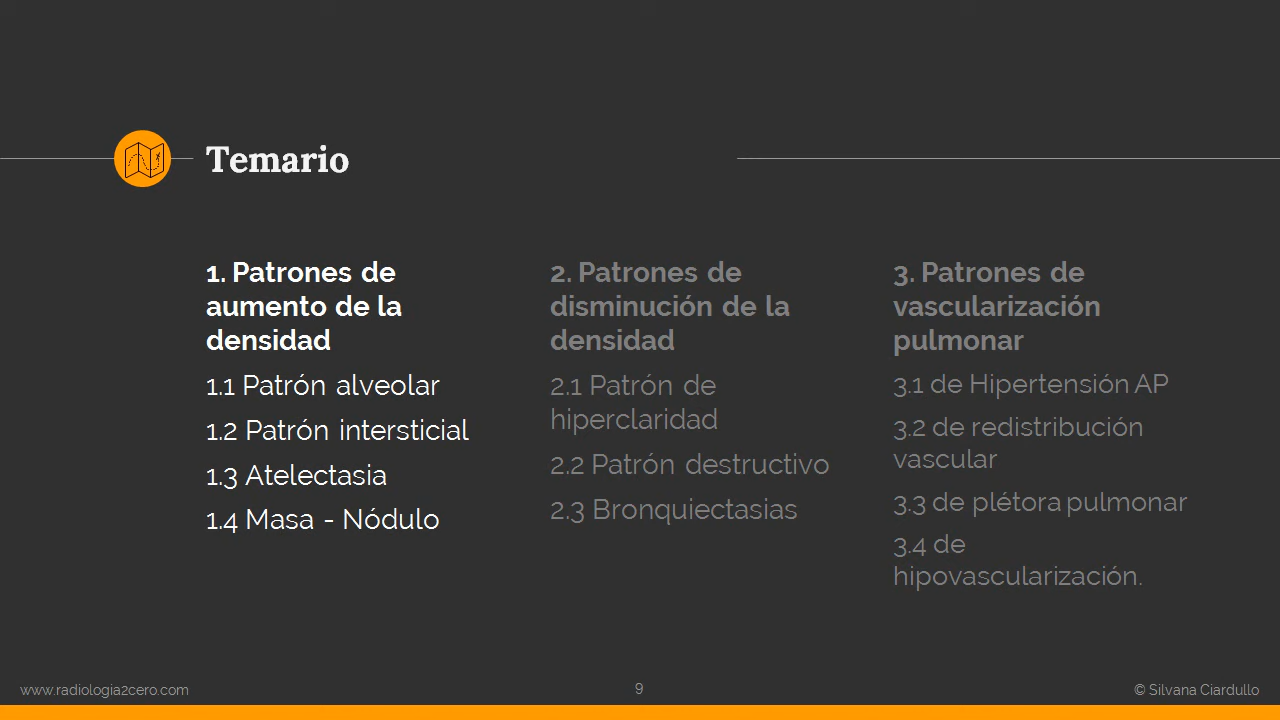 Temario
1. Patrones de
aumento de la
densidad
1.1 Patrón alveolar
1.2 Patrón intersticial
1.3 Atelectasia
1.4 Masa - Nódulo
2. Patrones de
disminución de la
densidad
2.1 Patrón de
hiperclaridad
2.2 Patrón destructivo
2.3 Bronquiectasias
3. Patrones de
vascularización
pulmonar
3.1 de Hipertensión AP
3.2 de redistribución
vascular
3.3 de plétora pulmonar
3.4 de
hipovascularización.
www.radiologia2cero.com
9
© Silvana Ciardullo